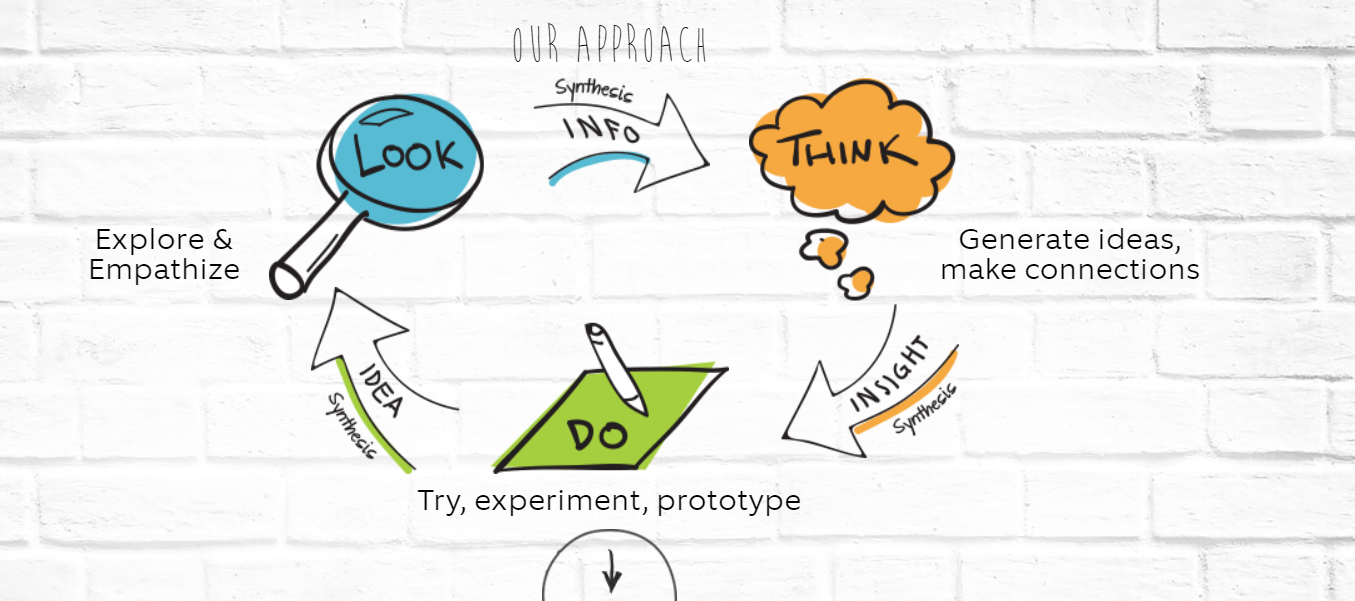 OUR APPROACH
Synthesis
INFO
LOOK
THINK
Explore &
Empathize
Generate ideas,
make connections
INSIGHT
Synthesis
IDEA
Synthesis
DO
Try, experiment, prototype